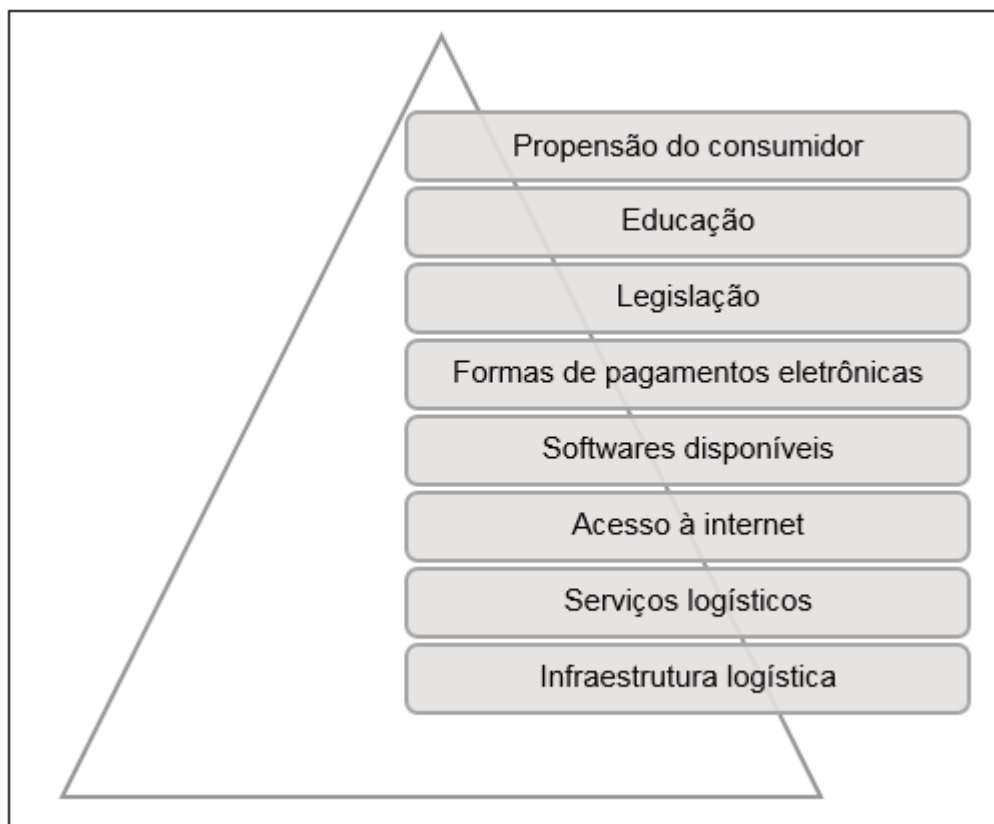 Propensão do consumidor
Educação
Legislação
Formas de pagamentos eletrônicas
Softwares disponíveis
Acesso à internet
Serviços logísticos
Infraestrutura logística